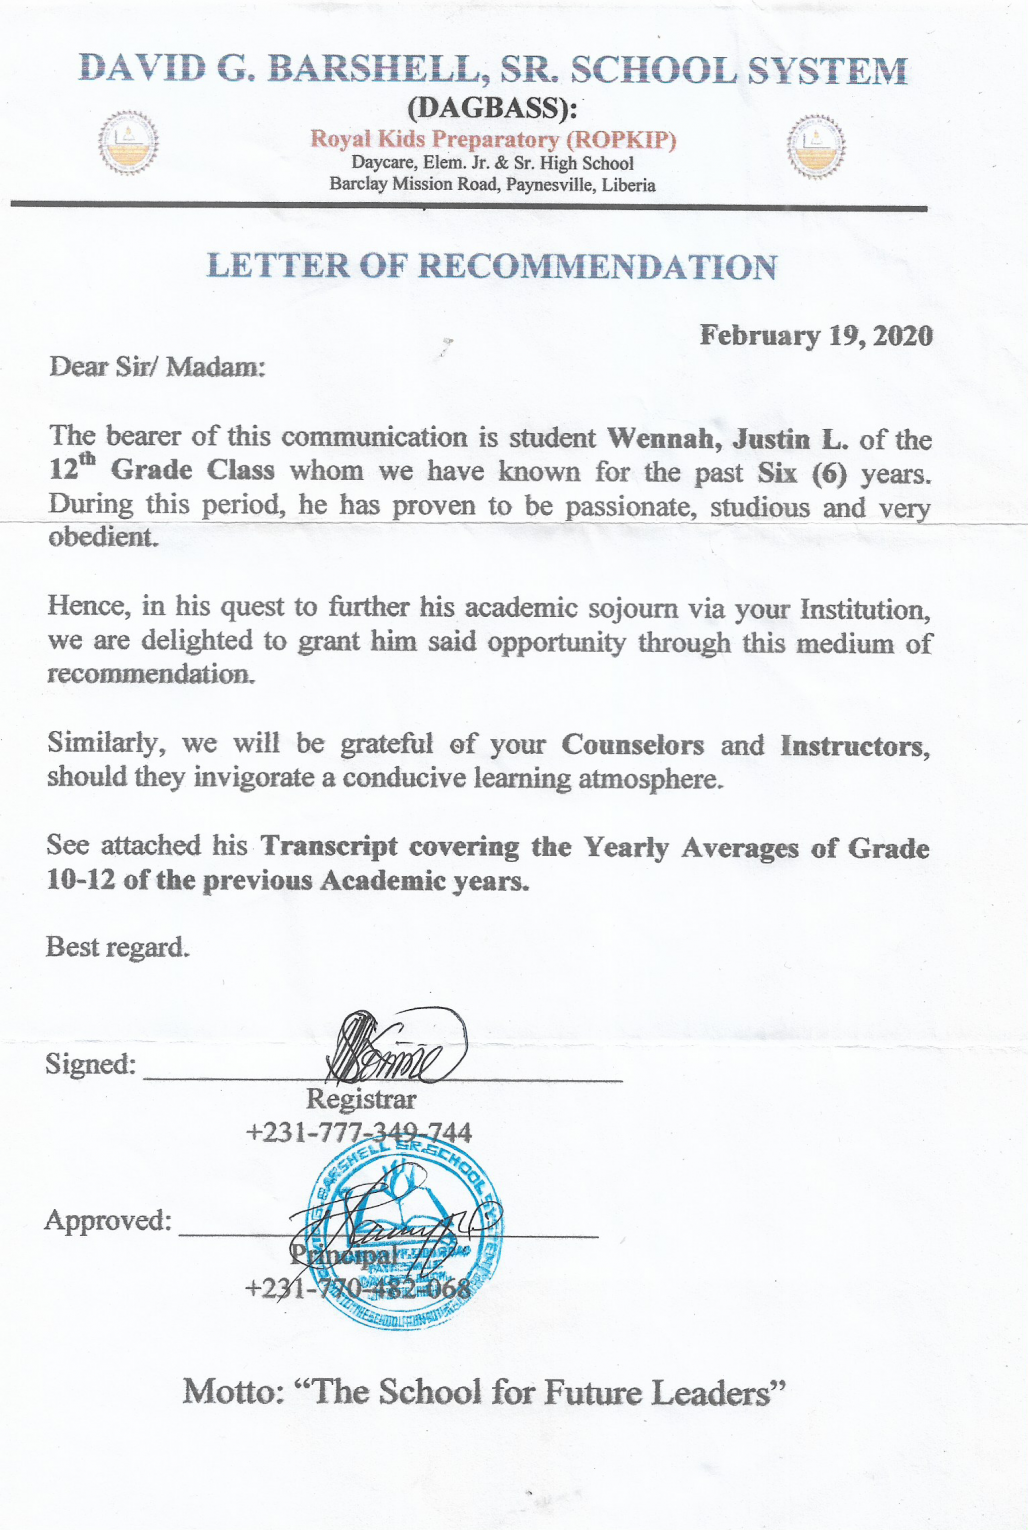 DAVID G. BARSHELL, SR. SCHOOL SYSTEM
(DAGBASS):
Royal Kids Preparatory (ROPKIP)
Daycare, Elem. Jr. & Sr. High School
Barclay Mission Road, Paynesville, Liberia
LETTER OF RECOMMENDATION
February 19, 2020
Dear Sir/ Madam:
The bearer of this communication is student Wennah, Justin L. of the
12th Grade Class whom we have known for the past Six (6) years.
During this period, he has proven to be passionate, studious and very
obedient.
Hence, in his quest to further his academic sojourn via your Institution,
we are delighted to grant him said opportunity through this medium of
recommendation.
Similarly, we will be grateful of your Counselors and Instructors,
should they invigorate a conducive learning atmosphere.
See attached his Transcript covering the Yearly Averages of Grade
10-12 of the previous Academic years.
Best regard.
Signed:
Registrar
+231-777-349-744
BARSHELL SR. SCHOOL SYSTEM
Approved:
Principal
+231-770-482-068
Motto: “The School for Future Leaders”